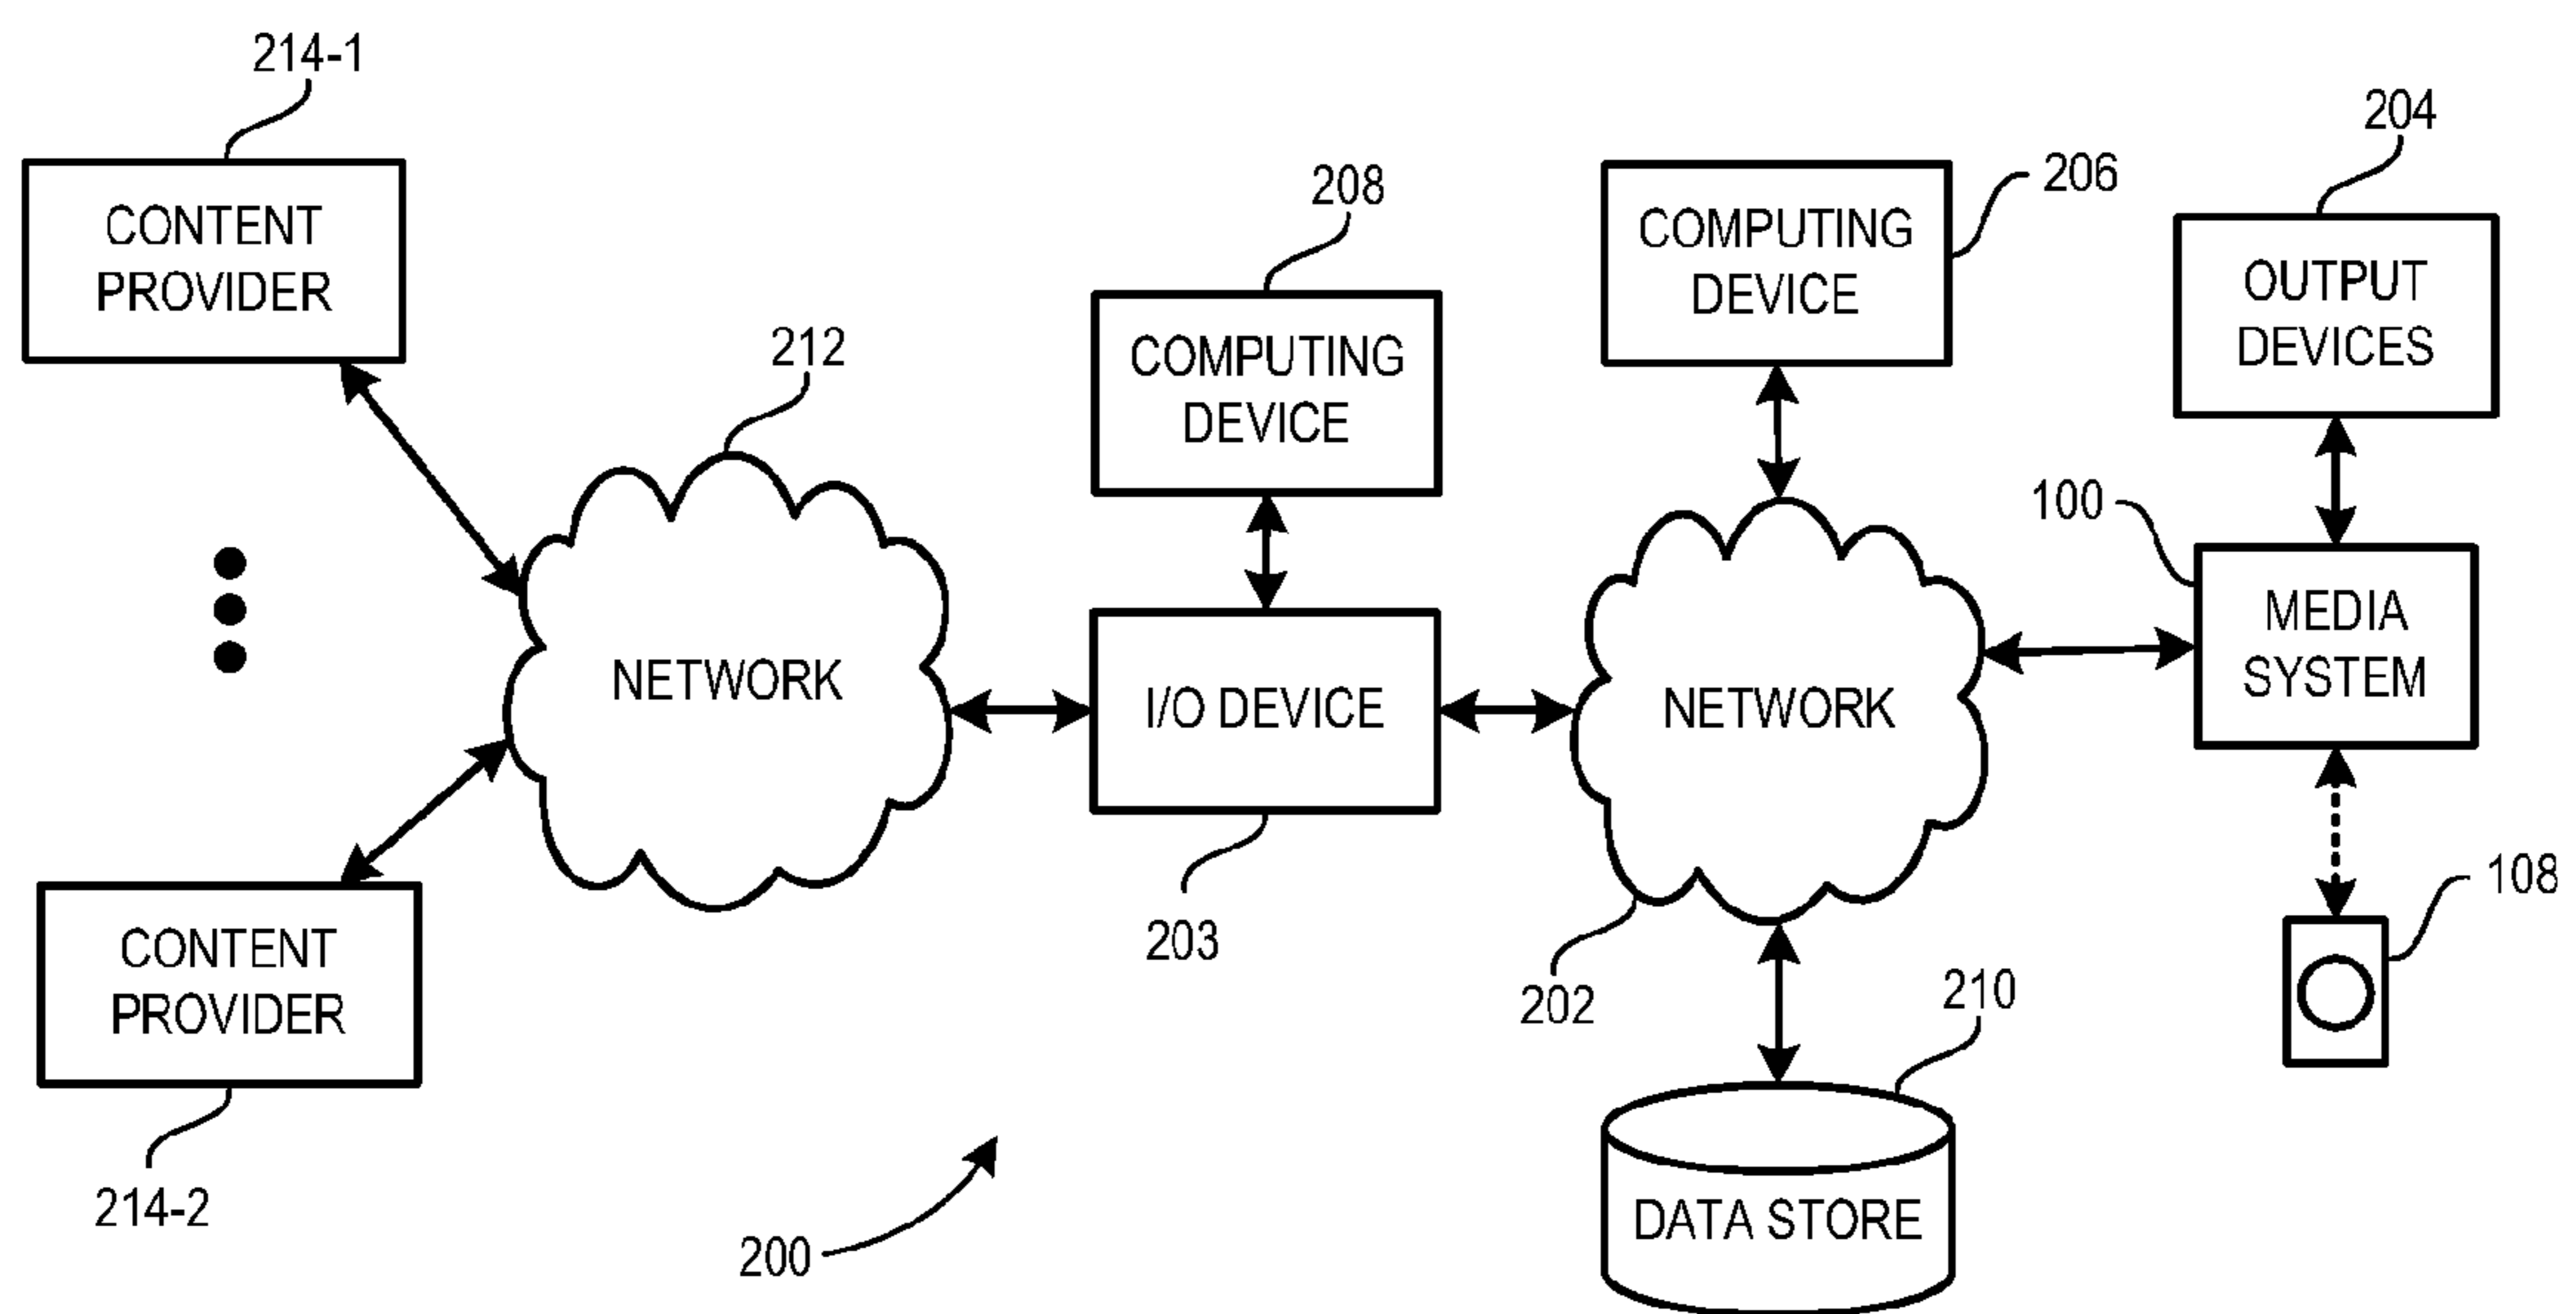 214-1
CONTENT
PROVIDER
212
208
COMPUTING
DEVICE
206
COMPUTING
DEVICE
204
OUTPUT
DEVICES
100
MEDIA
SYSTEM
NETWORK
I/O DEVICE
203
NETWORK
202
108
CONTENT
PROVIDER
214-2
200
210
DATA STORE